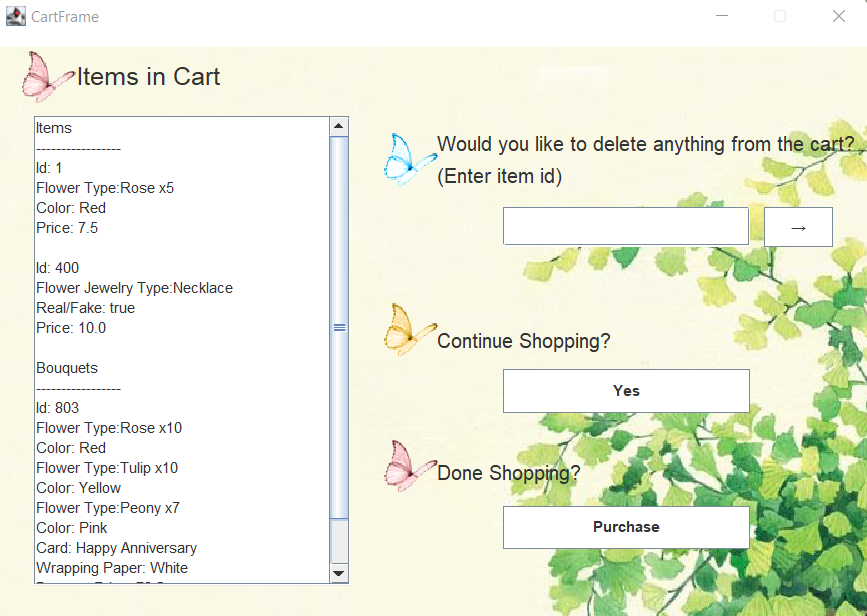 CartFrame
Items in Cart
Items
-----------------
Id: 1
Flower Type:Rose x5
Color: Red
Price: 7.5
Id: 400
Flower Jewelry Type:Necklace
Real/Fake: true
Price: 10.0
Bouquets
-----------------
Id: 803
Flower Type:Rose x10
Color: Red
Flower Type:Tulip x10
Color: Yellow
Flower Type:Peony x7
Color: Pink
Card: Happy Anniversary
Wrapping Paper: White
Would you like to delete anything from the cart?
(Enter item id)
→
Continue Shopping?
Yes
Done Shopping?
Purchase